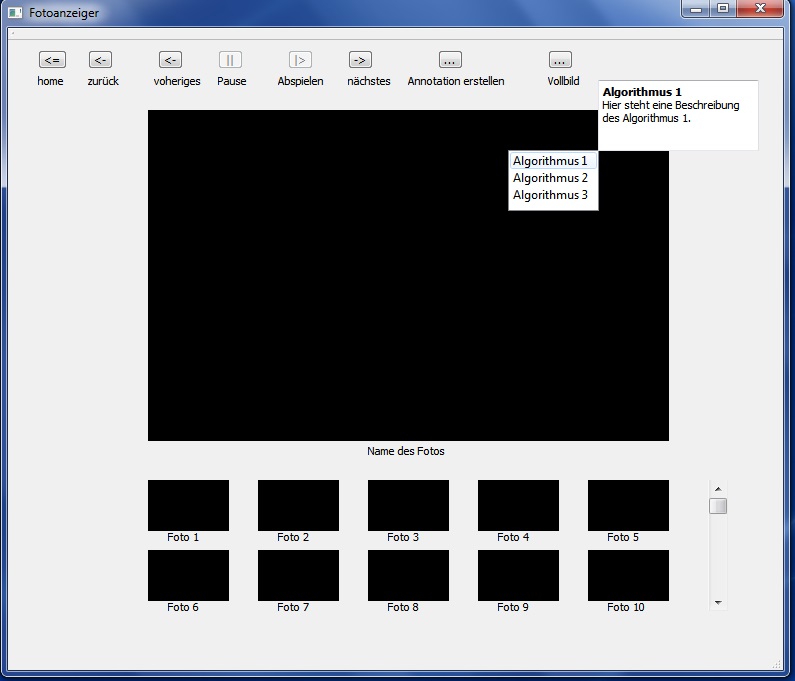 Fotoanzeiger
<= <- <- || |> -> ... ...
home zurück voheriges Pause Abspielen nächstes Annotation erstellen Vollbild
Algorithmus 1
Hier steht eine Beschreibung
des Algorithmus 1.
Algorithmus 1
Algorithmus 2
Algorithmus 3
Name des Fotos
Foto 1 Foto 2 Foto 3 Foto 4 Foto 5
Foto 6 Foto 7 Foto 8 Foto 9 Foto 10